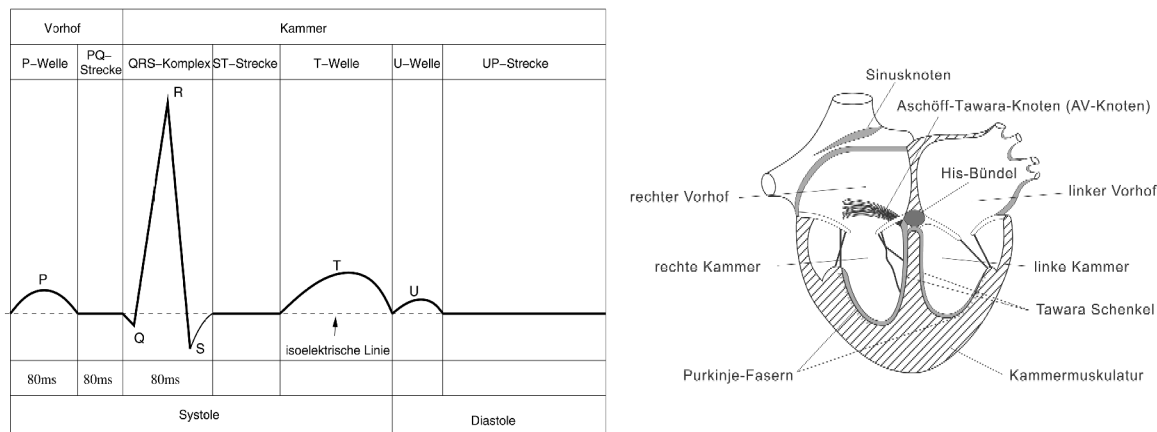 Vorhof
Kammer
P–Welle
PQ–
Strecke
QRS–Komplex
ST–Strecke
T–Welle
U–Welle
UP–Strecke
R
P
T
U
Q
S
isoelektrische Linie
80ms
80ms
80ms
Systole
Diastole
Sinusknoten
Aschöff-Tawara-Knoten (AV-Knoten)
His-Bündel
rechter Vorhof
linker Vorhof
rechte Kammer
linke Kammer
Tawara Schenkel
Purkinje-Fasern
Kammermuskulatur